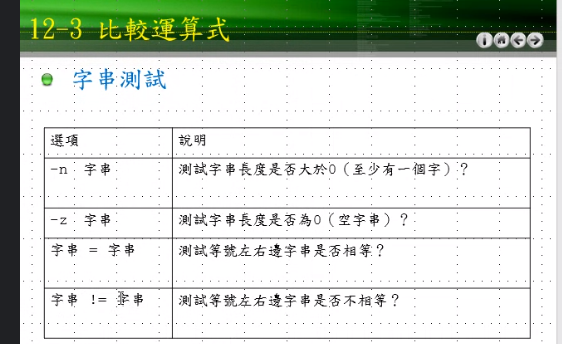 12-3 比較運算式
字串測試
選項 說明
-n 字串 測試字串長度是否大於0（至少有一個字）？
-z 字串 測試字串長度是否為0（空字串）？
字串 = 字串 測試等號左右邊字串是否相等？
字串 != 字串 測試等號左右邊字串是否不相等？